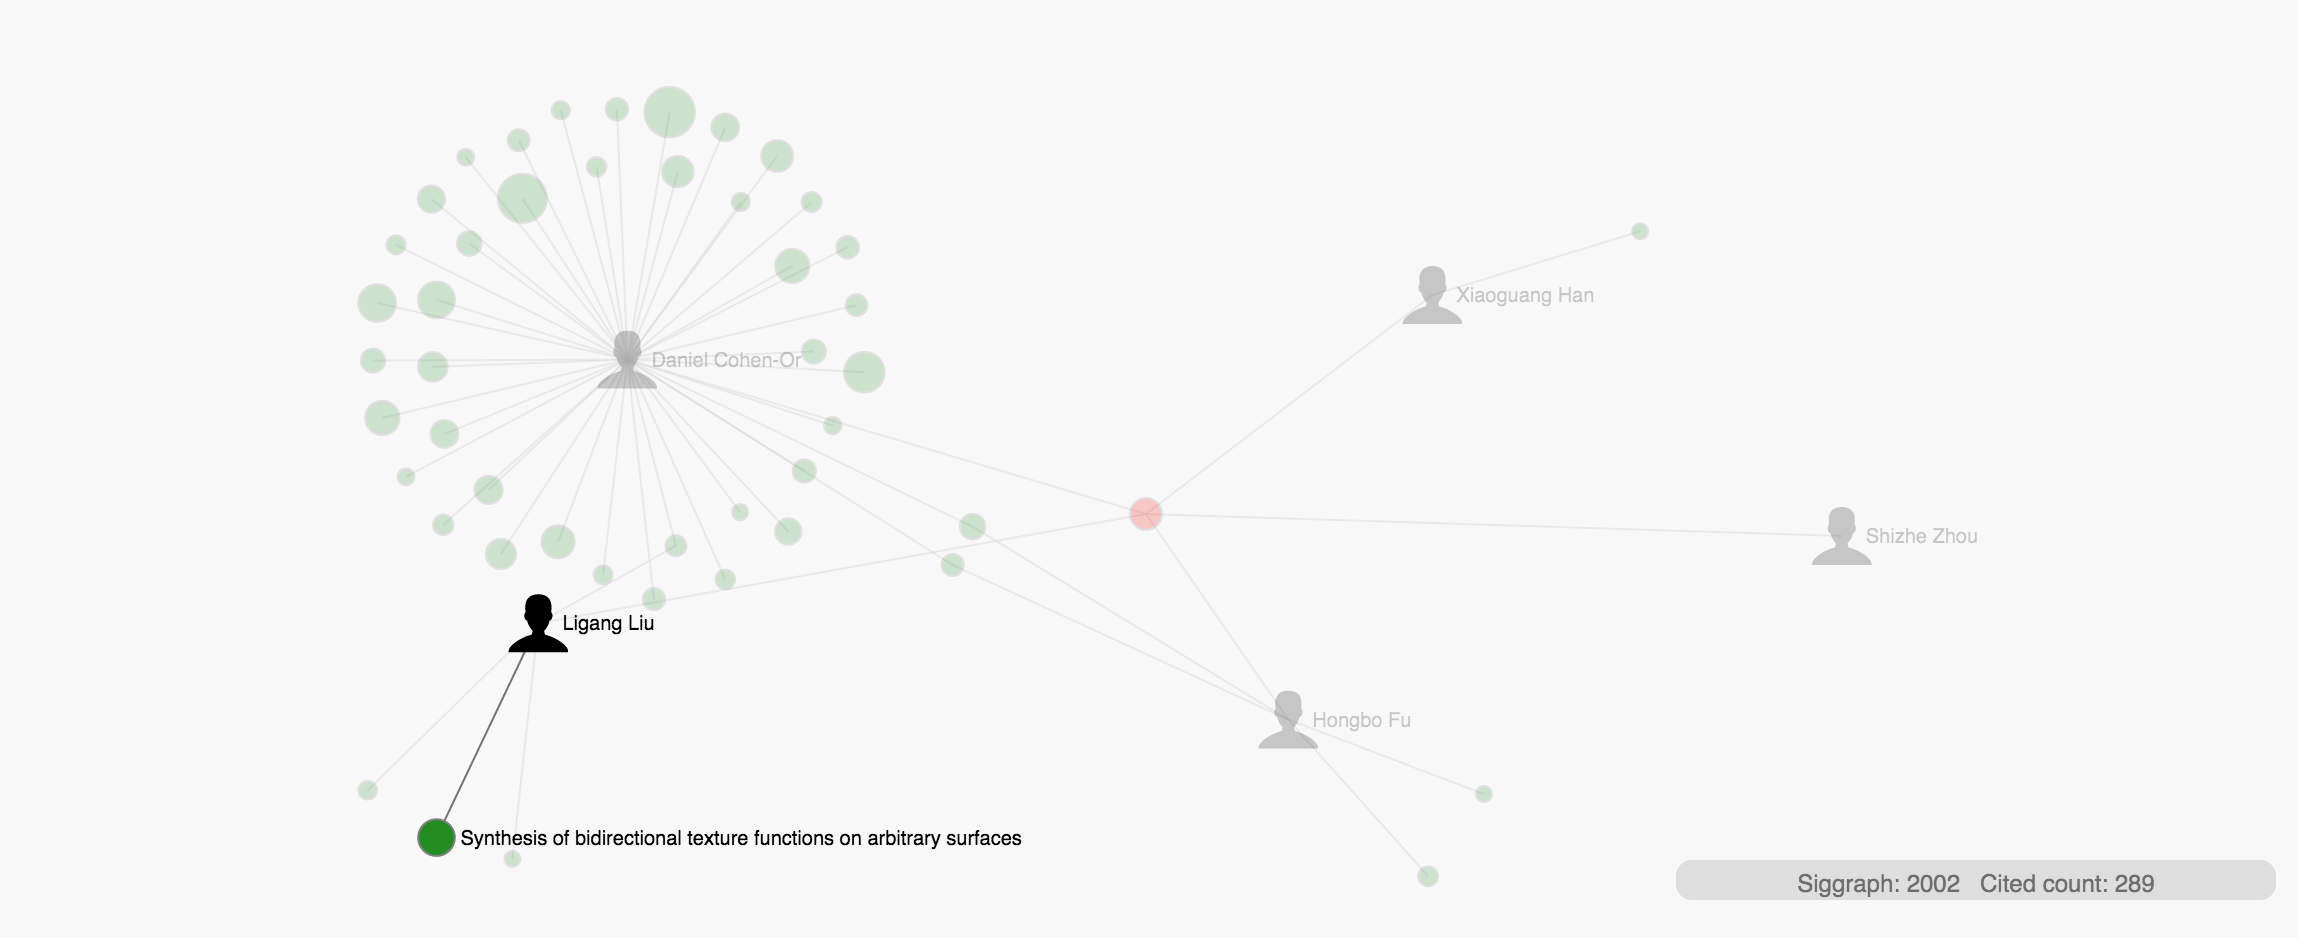 Xiaoguang Han
Daniel Cohen-Or
Shizhe Zhou
Ligang Liu
Hongbo Fu
Synthesis of bidirectional texture functions on arbitrary surfaces
Siggraph: 2002 Cited count: 289